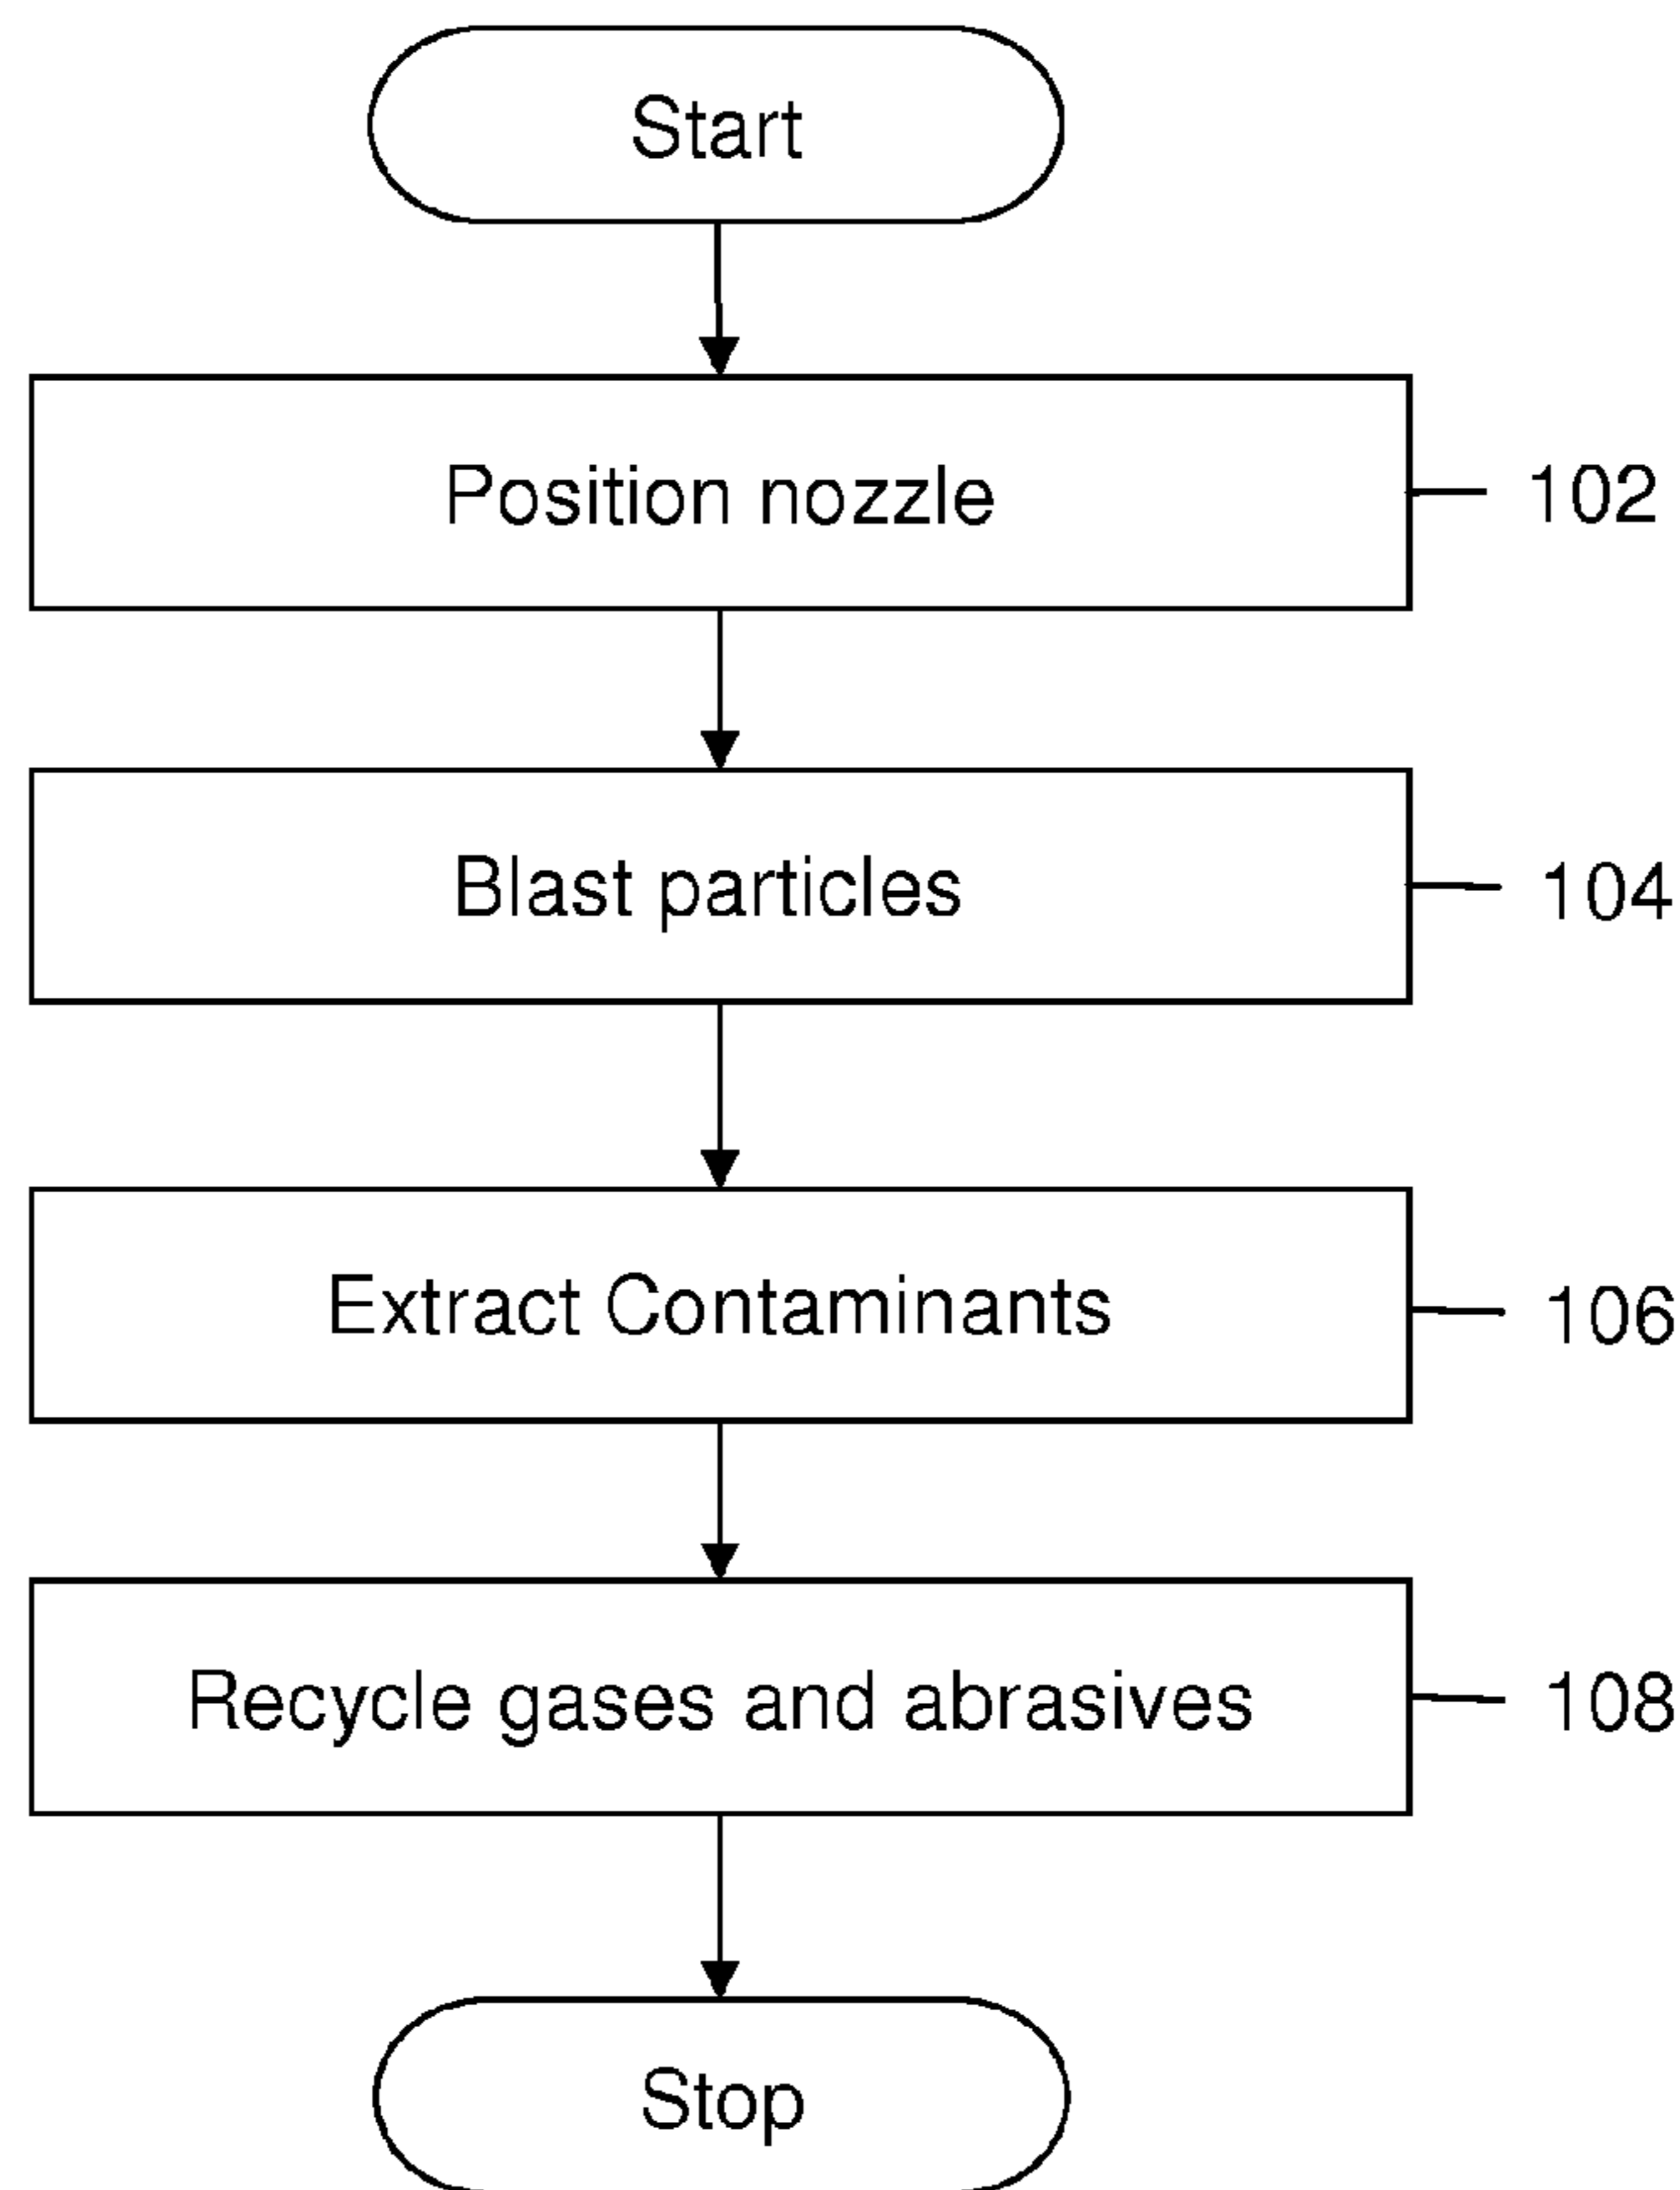 Start
Position nozzle 102
Blast particles 104
Extract Contaminants 106
Recycle gases and abrasives 108
Stop